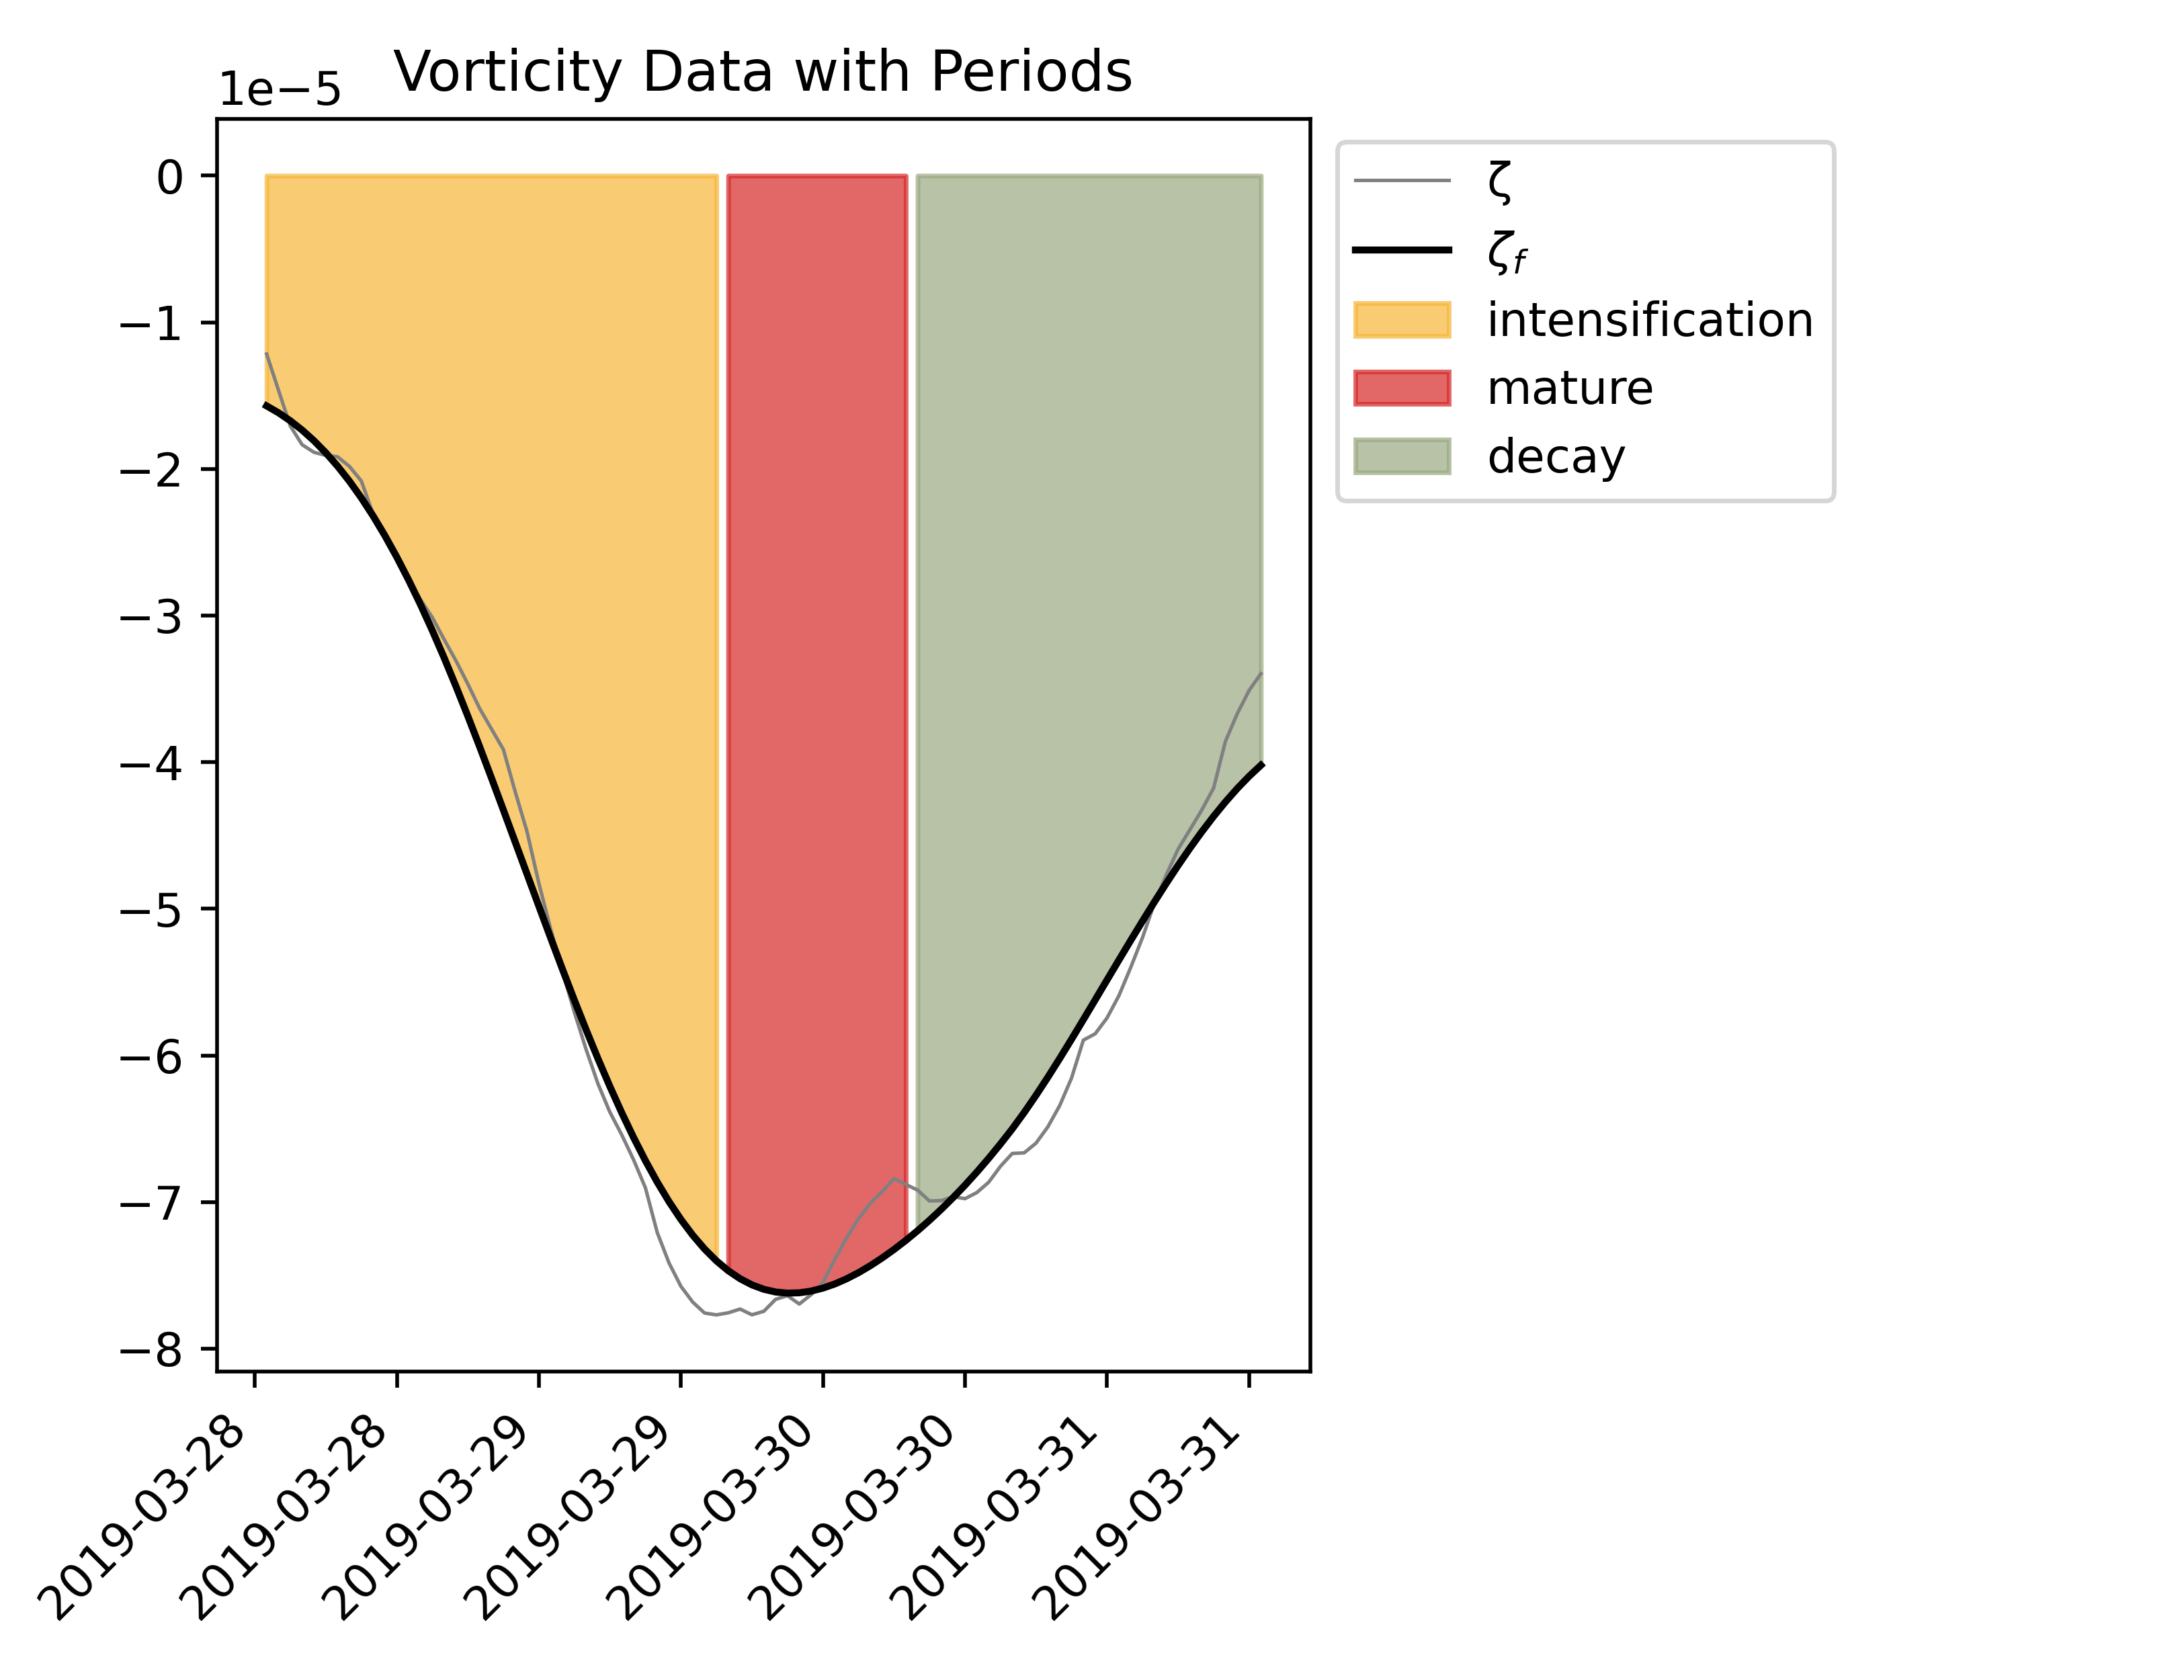 Vorticity Data with Periods
1e−5
0
−1
−2
−3
−4
−5
−6
−7
−8
2019-03-28
2019-03-28
2019-03-29
2019-03-29
2019-03-30
2019-03-30
2019-03-31
2019-03-31
ζ
ζf
intensification
mature
decay